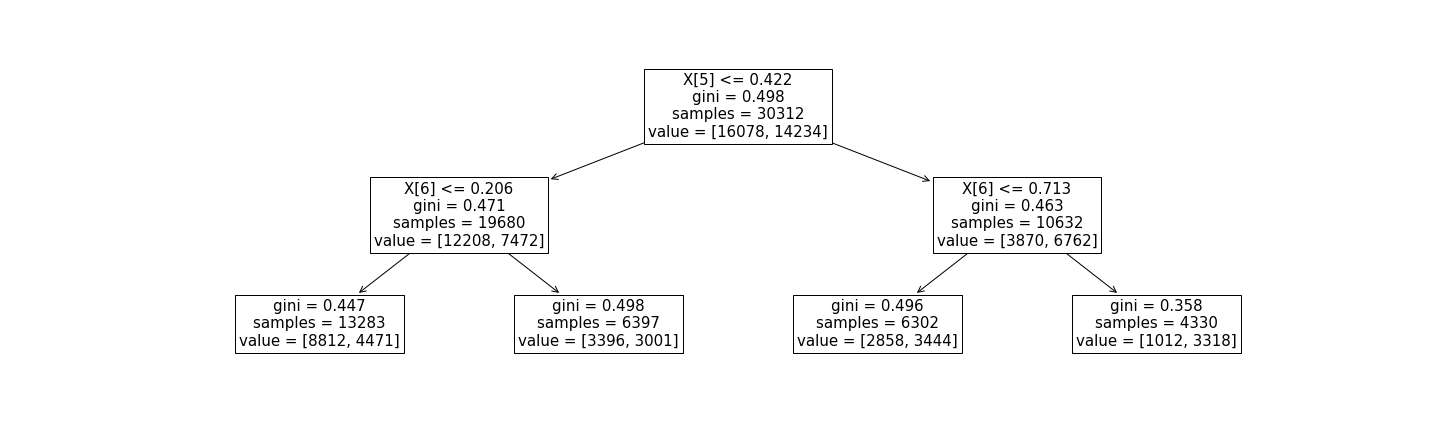 X[5] <= 0.422
gini = 0.498
samples = 30312
value = [16078, 14234]
X[6] <= 0.206
gini = 0.471
samples = 19680
value = [12208, 7472]
X[6] <= 0.713
gini = 0.463
samples = 10632
value = [3870, 6762]
gini = 0.447
samples = 13283
value = [8812, 4471]
gini = 0.498
samples = 6397
value = [3396, 3001]
gini = 0.496
samples = 6302
value = [2858, 3444]
gini = 0.358
samples = 4330
value = [1012, 3318]